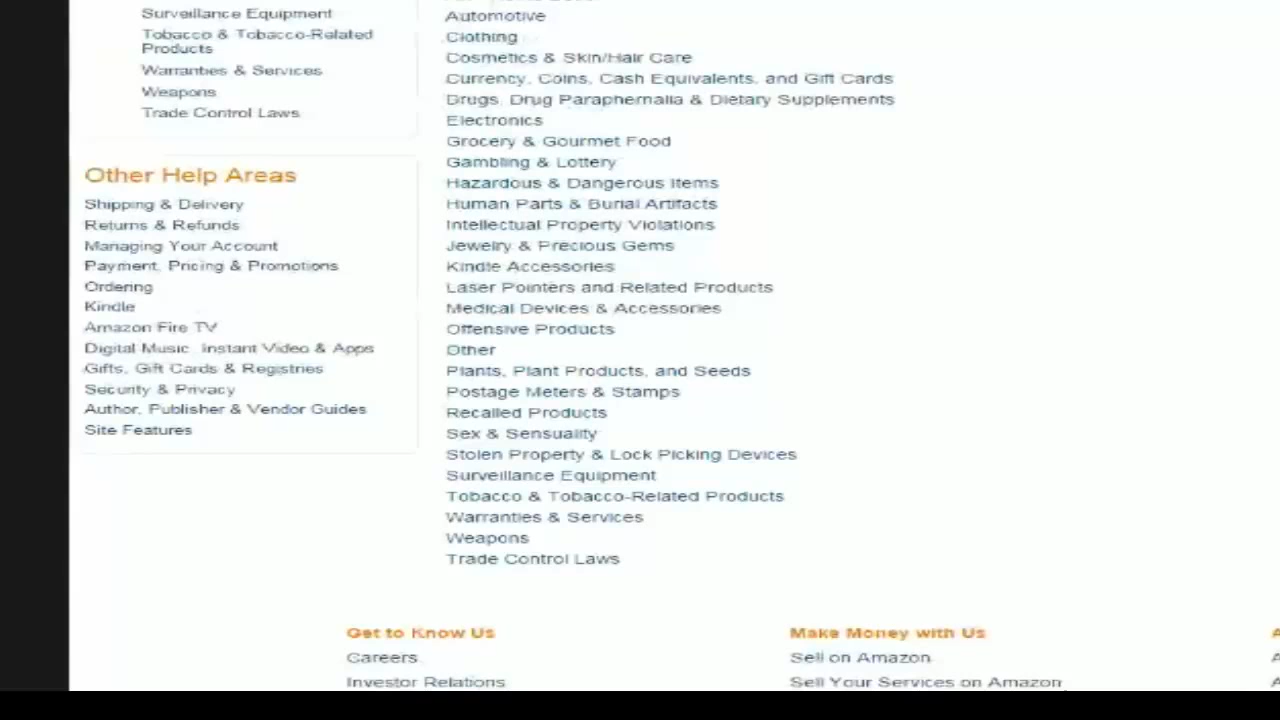 Surveillance Equipment
Tobacco & Tobacco-Related
Products
Warranties & Services
Weapons
Trade Control Laws
Other Help Areas
Shipping & Delivery
Returns & Refunds
Managing Your Account
Payment, Pricing & Promotions
Ordering
Kindle
Amazon Fire TV
Digital Music, Instant Video & Apps
Gifts, Gift Cards & Registries
Security & Privacy
Author, Publisher & Vendor Guides
Site Features
Automotive
Clothing
Cosmetics & Skin/Hair Care
Currency, Coins, Cash Equivalents, and Gift Cards
Drugs, Drug Paraphernalia & Dietary Supplements
Electronics
Grocery & Gourmet Food
Gambling & Lottery
Hazardous & Dangerous Items
Human Parts & Burial Artifacts
Intellectual Property Violations
Jewelry & Precious Gems
Kindle Accessories
Laser Pointers and Related Products
Medical Devices & Accessories
Offensive Products
Other
Plants, Plant Products, and Seeds
Postage Meters & Stamps
Recalled Products
Sex & Sensuality
Stolen Property & Lock Picking Devices
Surveillance Equipment
Tobacco & Tobacco-Related Products
Warranties & Services
Weapons
Trade Control Laws
Get to Know Us
Careers
Investor Relations
Make Money with Us
Sell on Amazon
Sell Your Services on Amazon